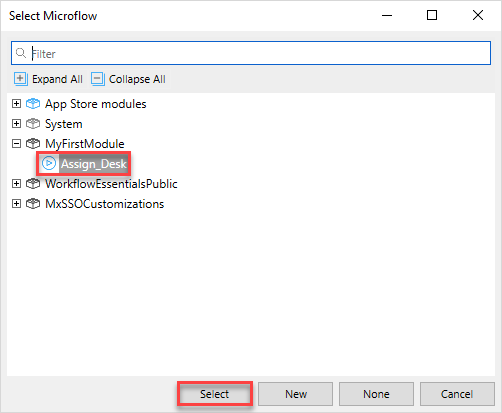 Select Microflow
Filter
Expand All Collapse All
App Store modules
System
MyFirstModule
Assign_Desk
WorkflowEssentialsPublic
MxSSOCustomizations
Select New None Cancel